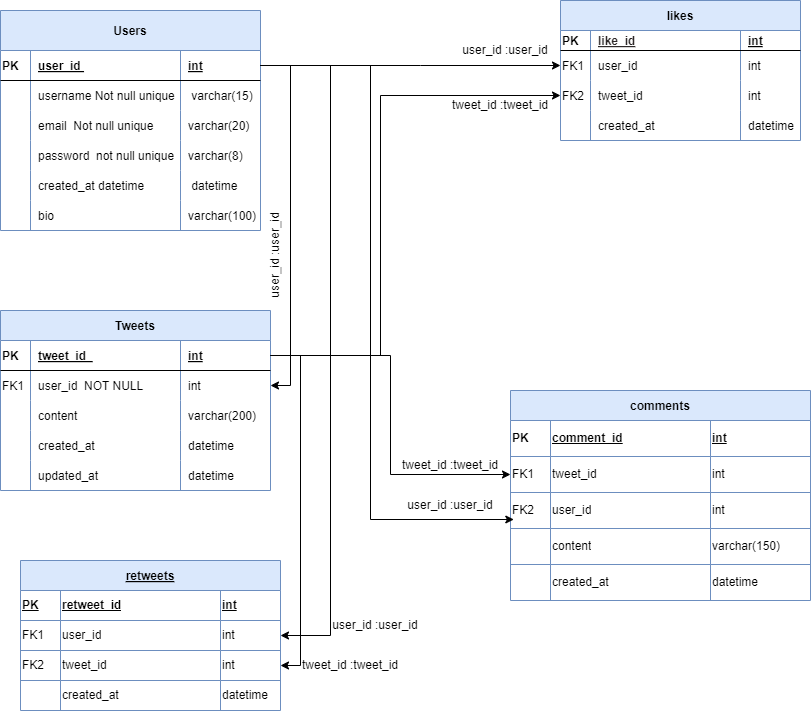 Users
PK user_id int
username Not null unique varchar(15)
email Not null unique varchar(20)
password not null unique varchar(8)
created_at datetime datetime
bio varchar(100)
likes
PK like_id int
FK1 user_id int
FK2 tweet_id int
created_at datetime
user_id :user_id
tweet_id :tweet_id
user_id :user_id
Tweets
PK tweet_id int
FK1 user_id NOT NULL int
content varchar(200)
created_at datetime
updated_at datetime
comments
PK comment_id int
FK1 tweet_id int
FK2 user_id int
content varchar(150)
created_at datetime
tweet_id :tweet_id
user_id :user_id
retweets
PK retweet_id int
FK1 user_id int
FK2 tweet_id int
created_at datetime
user_id :user_id
tweet_id :tweet_id